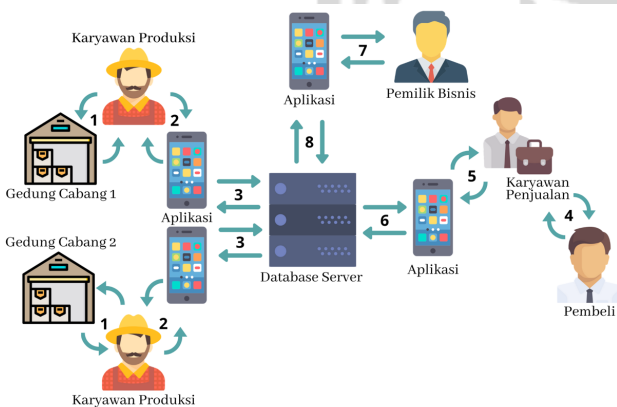 Karyawan Produksi
1
2
Gedung Cabang 1
Aplikasi
3
3
Gedung Cabang 2
1
2
Karyawan Produksi
Aplikasi
7
Pemilik Bisnis
8
Database Server
6
Aplikasi
5
Karyawan
Penjualan
4
Pembeli